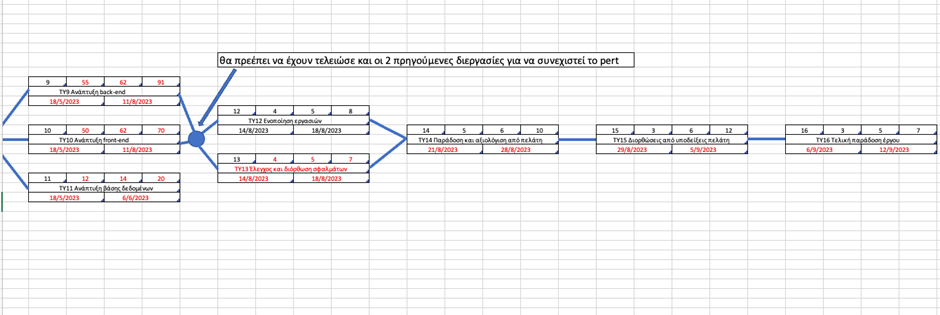 θα πρεέπει να έχουν τελειώσε και οι 2 πρηγούμενες διεργασίες για να συνεχιστεί το pert
9 55 62 91
ΤΥ9 Ανάπτυξη back-end
18/5/2023 11/8/2023
10 50 62 70
ΤΥ10 Ανάπτυξη front-end
18/5/2023 11/8/2023
11 12 14 20
ΤΥ11 Ανάπτυξη βάσης δεδομένων
18/5/2023 6/6/2023
12 4 5 8
ΤΥ12 Ενοποίηση εργασιών
14/8/2023 18/8/2023
13 4 5 7
ΤΥ13 Έλεγχος και διόρθωση σφαλμάτων
14/8/2023 18/8/2023
14 5 6 10
ΤΥ14 Παράδοση και αξιολόγιση από πελάτη
21/8/2023 28/8/2023
15 3 6 12
ΤΥ15 Διορθώσεις από υποδείξεις πελάτη
29/8/2023 5/9/2023
16 3 5 7
ΤΥ16 Τελική παράδοση έργου
6/9/2023 12/9/2023